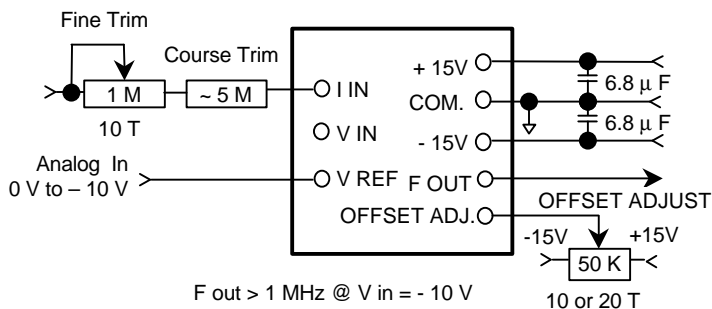 Fine Trim
Course Trim
1 M
~ 5 M
10 T
I IN
V IN
V REF
Analog In
0 V to – 10 V
+ 15V
COM.
- 15V
F OUT
OFFSET ADJ.
6.8 µ F
6.8 µ F
OFFSET ADJUST
-15V
+15V
50 K
10 or 20 T
F out > 1 MHz @ V in = - 10 V